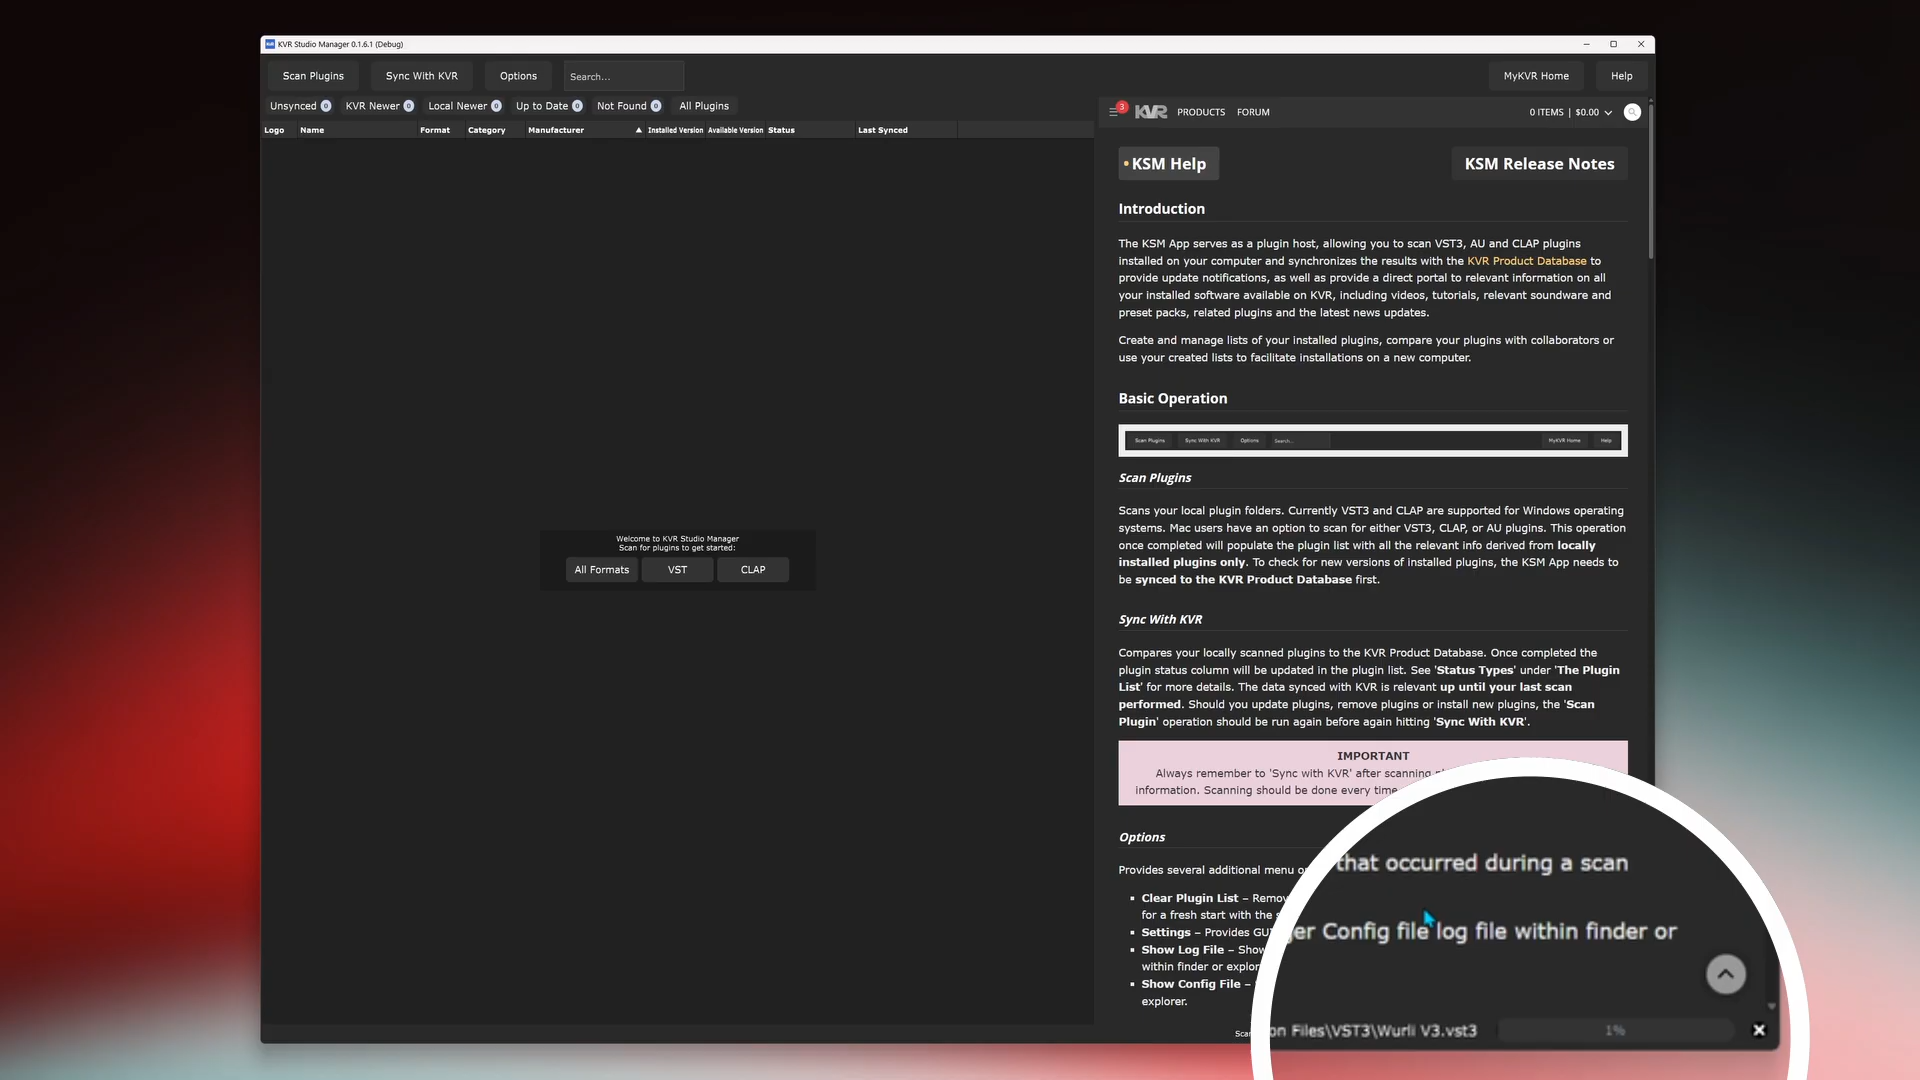 KVR Studio Manager 0.1.6.1 (Debug)
Scan Plugins
Sync With KVR
Options
Search...
MyKVR Home
Help
Unsynced 0
KVR Newer 0
Local Newer 0
Up to Date 0
Not Found 0
All Plugins
Logo
Name
Format
Category
Manufacturer
Installed Version
Available Version
Status
Last Synced
Welcome to KVR Studio Manager
Scan for plugins to get started:
All Formats
VST
CLAP
3
KVR
PRODUCTS
FORUM
0 ITEMS | $0.00
KSM Help
KSM Release Notes
Introduction
The KSM App serves as a plugin host, allowing you to scan VST3, AU and CLAP plugins
installed on your computer and synchronizes the results with the KVR Product Database to
provide update notifications, as well as provide a direct portal to relevant information on all
your installed software available on KVR, including videos, tutorials, relevant soundware and
preset packs, related plugins and the latest news updates.
Create and manage lists of your installed plugins, compare your plugins with collaborators or
use your created lists to facilitate installations on a new computer.
Basic Operation
Scan Plugins
Sync With KVR
Options
Search...
MyKVR Home
Help
Scan Plugins
Scans your local plugin folders. Currently VST3 and CLAP are supported for Windows operating
systems. Mac users have an option to scan for either VST3, CLAP, or AU plugins. This operation
once completed will populate the plugin list with all the relevant info derived from locally
installed plugins only. To check for new versions of installed plugins, the KSM App needs to
be synced to the KVR Product Database first.
Sync With KVR
Compares your locally scanned plugins to the KVR Product Database. Once completed the
plugin status column will be updated in the plugin list. See 'Status Types' under 'The Plugin
List' for more details. The data synced with KVR is relevant up until your last scan
performed. Should you update plugins, remove plugins or install new plugins, the 'Scan
Plugin' operation should be run again before again hitting 'Sync With KVR'.
IMPORTANT
Always remember to 'Sync with KVR' after scanning
information. Scanning should be done every time
Options
Provides several additional menu
Clear Plugin List – Remov
for a fresh start with the
Settings – Provides GU
Show Log File – Show
within finder or explor
Show Config File –
explorer.
that occurred during a scan
ger Config file log file within finder or
Scan
on Files\VST3\Wurli V3.vst3
1%